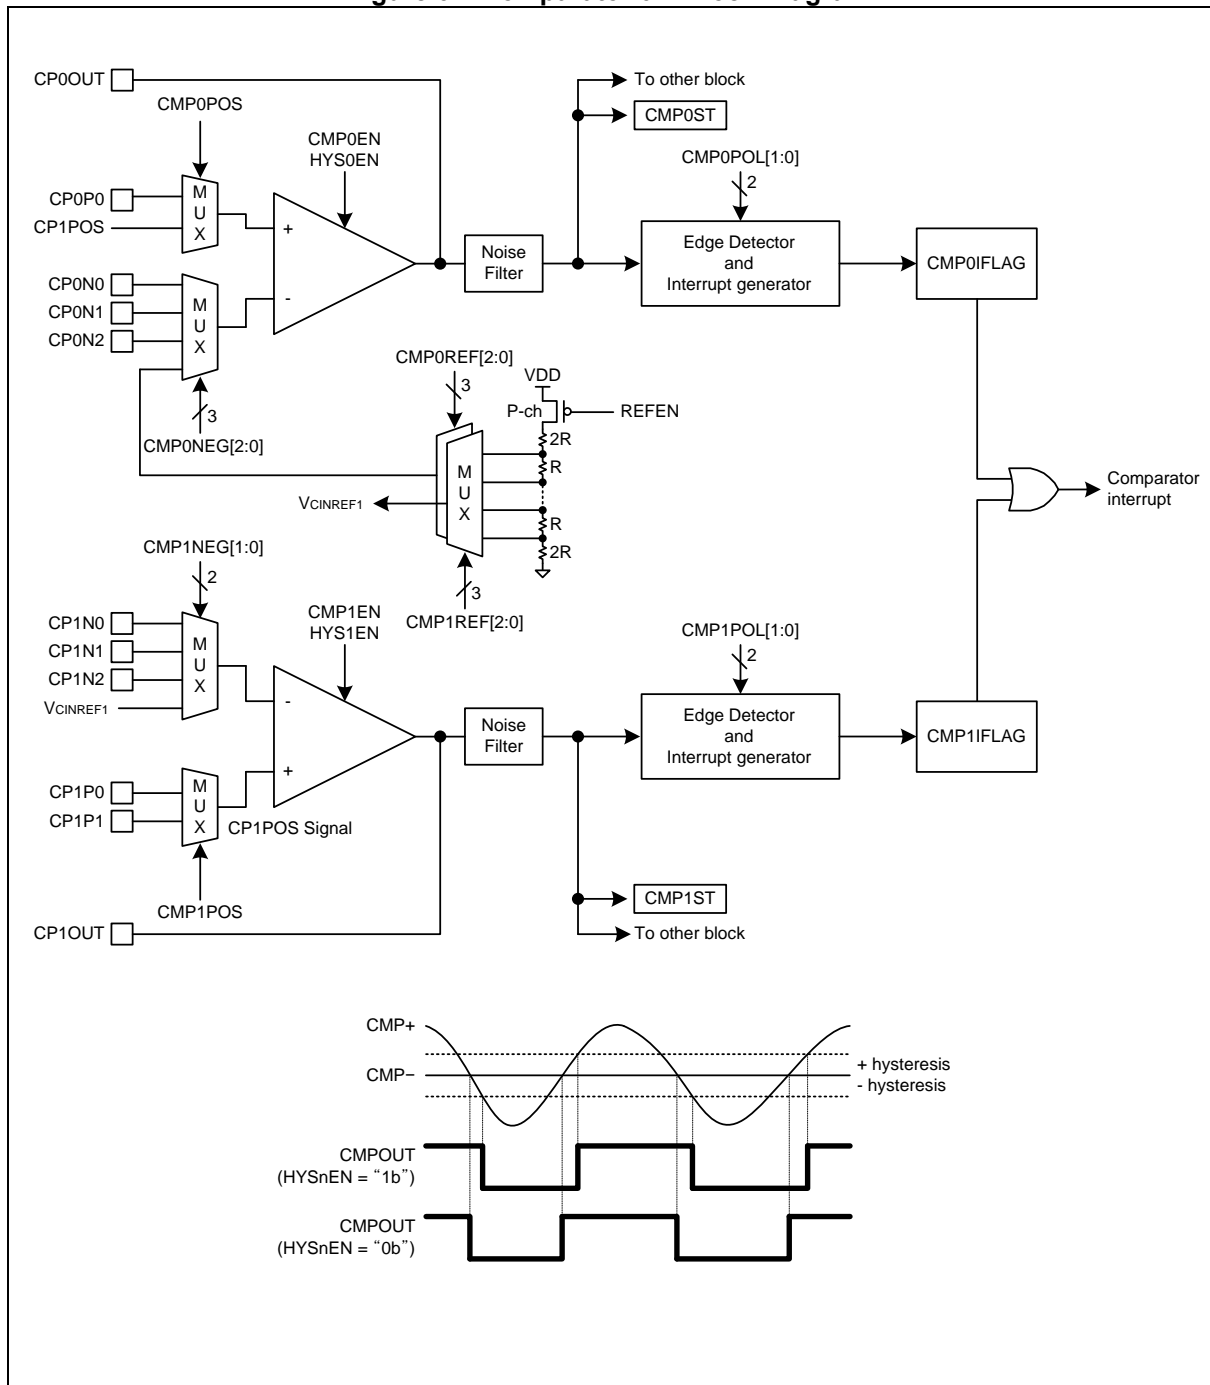 CP0OUT
CMP0POS
CMP0EN
HYS0EN
To other block
CMP0ST
CMP0POL[1:0]
2
CP0P0
CP1POS
M
U
X
+
-
Noise
Filter
Edge Detector
and
Interrupt generator
CMP0IFLAG
CP0N0
CP0N1
CP0N2
M
U
X
3
CMP0NEG[2:0]
CMP0REF[2:0]
3
VDD
P-ch
REFEN
2R
R
R
2R
M
U
X
VCINREF1
3
CMP1REF[2:0]
Comparator
interrupt
CMP1NEG[1:0]
2
CP1N0
CP1N1
CP1N2
VCINREF1
M
U
X
CMP1EN
HYS1EN
-
+
Noise
Filter
CMP1POL[1:0]
2
Edge Detector
and
Interrupt generator
CMP1IFLAG
CP1P0
CP1P1
M
U
X
CP1POS Signal
CMP1POS
CP1OUT
CMP1ST
To other block
CMP+
CMP−
+ hysteresis
- hysteresis
CMPOUT
(HYSnEN = “1b”)
CMPOUT
(HYSnEN = “0b”)